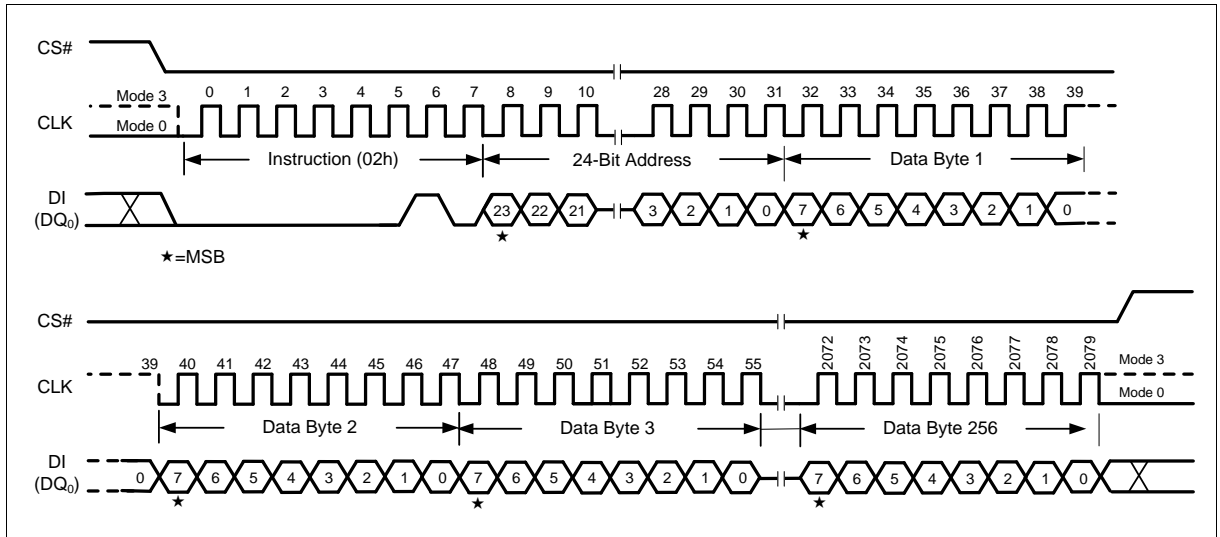 CS#
Mode 3
0 1 2 3 4 5 6 7 8 9 10 28 29 30 31 32 33 34 35 36 37 38 39
CLK
Mode 0
Instruction (02h) 24-Bit Address Data Byte 1
DI
(DQ₀)
23 22 21 3 2 1 0 7 6 5 4 3 2 1 0
★ ★
★=MSB
CS#
39 40 41 42 43 44 45 46 47 48 49 50 51 52 53 54 55 2072 2073 2074 2075 2076 2077 2078 2079
Mode 3
CLK
Mode 0
Data Byte 2 Data Byte 3 Data Byte 256
DI
(DQ₀)
0 7 6 5 4 3 2 1 0 7 6 5 4 3 2 1 0 7 6 5 4 3 2 1 0
★ ★ ★